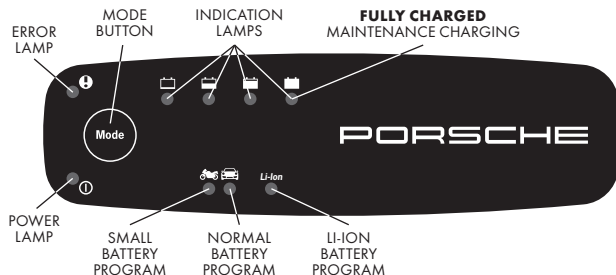 ERROR
LAMP
MODE
BUTTON
INDICATION
LAMPS
FULLY CHARGED
MAINTENANCE CHARGING
Mode
PORSCHE
Li-Ion
POWER
LAMP
SMALL
BATTERY
PROGRAM
NORMAL
BATTERY
PROGRAM
LI-ION
BATTERY
PROGRAM